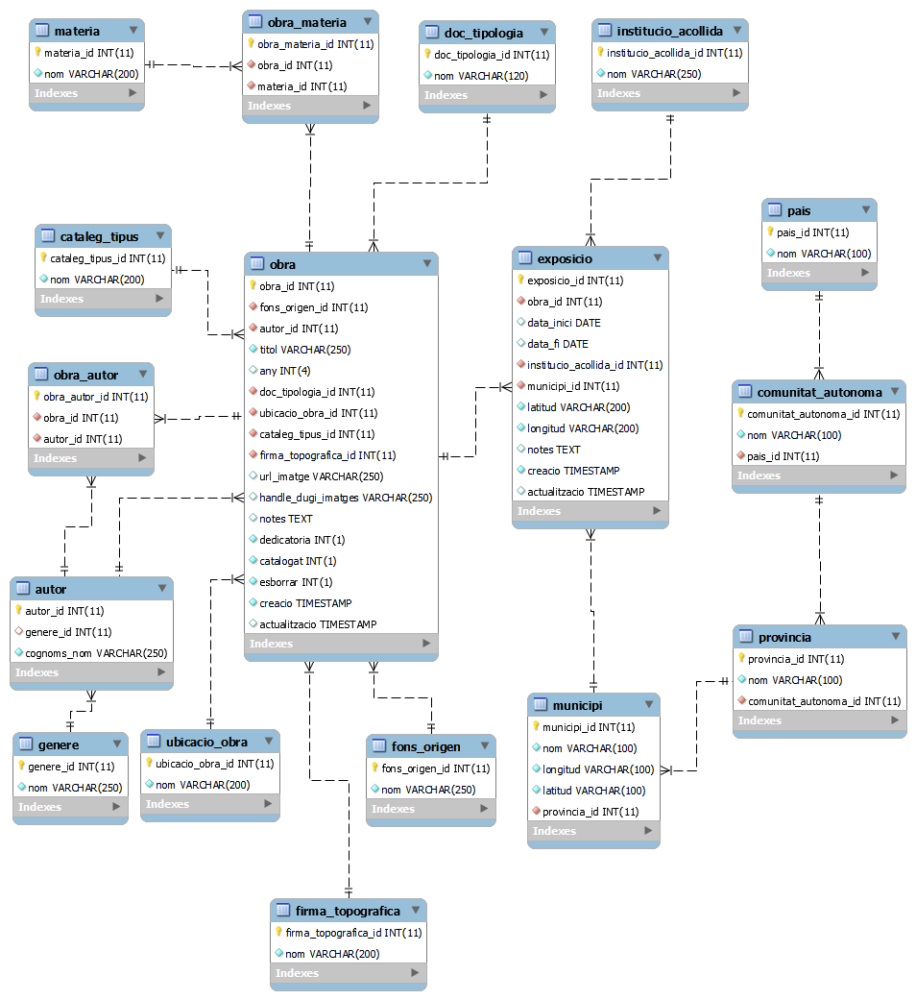 materia
materia_id INT(11)
nom VARCHAR(200)
Indexes
obra_materia
obra_materia_id INT(11)
obra_id INT(11)
materia_id INT(11)
Indexes
doc_tipologia
doc_tipologia_id INT(11)
nom VARCHAR(120)
Indexes
institucio_acollida
institucio_acollida_id INT(11)
nom VARCHAR(250)
Indexes
cataleg_tipus
cataleg_tipus_id INT(11)
nom VARCHAR(200)
Indexes
obra
obra_id INT(11)
fons_origen_id INT(11)
autor_id INT(11)
titol VARCHAR(250)
any INT(4)
doc_tipologia_id INT(11)
ubicacio_obra_id INT(11)
cataleg_tipus_id INT(11)
firma_topografica_id INT(11)
url_imatge VARCHAR(250)
handle_dugi_imatges VARCHAR(250)
notes TEXT
dedicatoria INT(1)
catalogat INT(1)
esborrar INT(1)
creacio TIMESTAMP
actualitzacio TIMESTAMP
Indexes
exposicio
exposicio_id INT(11)
obra_id INT(11)
data_inici DATE
data_fi DATE
institucio_acollida_id INT(11)
municipi_id INT(11)
latitud VARCHAR(200)
longitud VARCHAR(200)
notes TEXT
creacio TIMESTAMP
actualitzacio TIMESTAMP
Indexes
pais
pais_id INT(11)
nom VARCHAR(100)
Indexes
obra_autor
obra_autor_id INT(11)
obra_id INT(11)
autor_id INT(11)
Indexes
comunitat_autonoma
comunitat_autonoma_id INT(11)
nom VARCHAR(100)
pais_id INT(11)
Indexes
autor
autor_id INT(11)
genere_id INT(11)
cognoms_nom VARCHAR(250)
Indexes
provincia
provincia_id INT(11)
nom VARCHAR(100)
comunitat_autonoma_id INT(11)
Indexes
genere
genere_id INT(11)
nom VARCHAR(250)
Indexes
ubicacio_obra
ubicacio_obra_id INT(11)
nom VARCHAR(200)
Indexes
fons_origen
fons_origen_id INT(11)
nom VARCHAR(250)
Indexes
municipi
municipi_id INT(11)
nom VARCHAR(100)
longitud VARCHAR(100)
latitud VARCHAR(100)
provincia_id INT(11)
Indexes
firma_topografica
firma_topografica_id INT(11)
nom VARCHAR(200)
Indexes